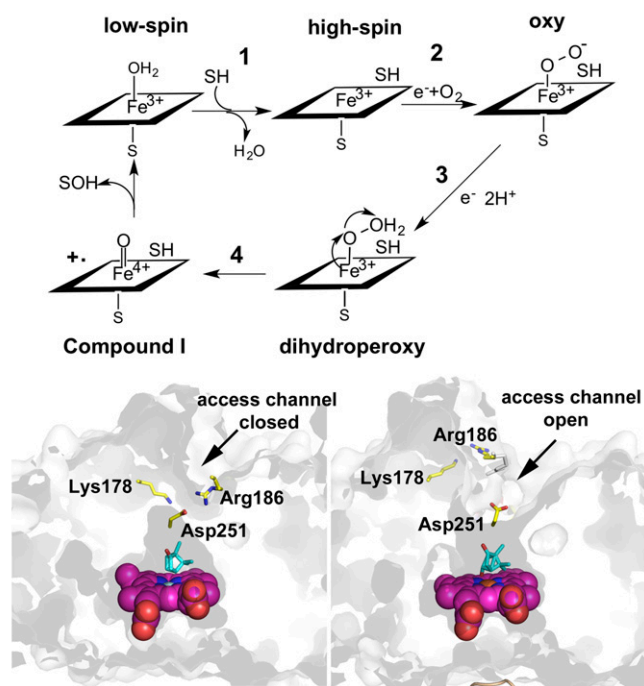 low-spin
high-spin
oxy
1
2
3
4
OH₂
Fe³⁺
S
SH
H₂O
SH
Fe³⁺
S
e⁻+O₂
O
O⁻
SH
Fe³⁺
S
e⁻ 2H⁺
O
OH₂
SH
Fe³⁺
S
O
SH
+·
Fe⁴⁺
S
SOH
Compound I
dihydroperoxy
access channel
closed
Lys178
Arg186
Asp251
access channel
open
Arg186
Lys178
Asp251